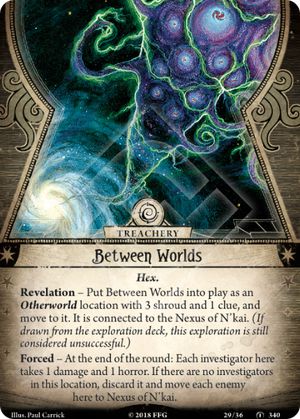 TREACHERY
Between Worlds
Hex.
Revelation – Put Between Worlds into play as an
Otherworld location with 3 shroud and 1 clue, and
move to it. It is connected to the Nexus of N'kai. (If
drawn from the exploration deck, this exploration is still
considered unsuccessful.)
Forced – At the end of the round: Each investigator here
takes 1 damage and 1 horror. If there are no investigators
in this location, discard it and move each enemy
here to Nexus of N'kai.
Illus. Paul Carrick
© 2018 FFG
29/36
340